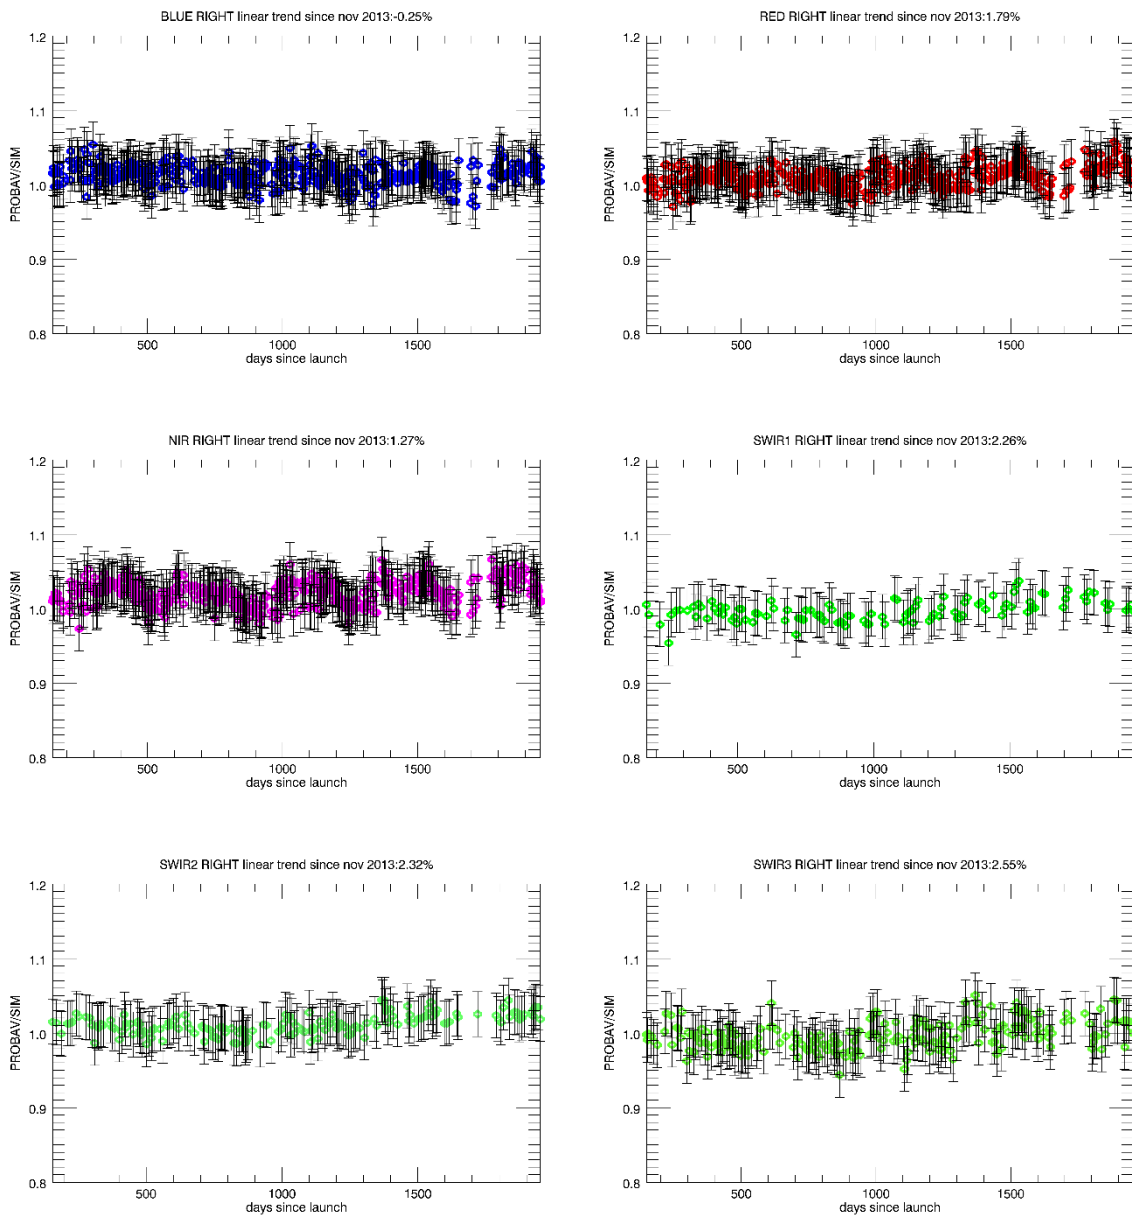 BLUE RIGHT linear trend since nov 2013:-0.25%
1.2
1.1
1.0
0.9
0.8
PROBAV/SIM
500
1000
1500
days since launch
RED RIGHT linear trend since nov 2013:1.79%
1.2
1.1
1.0
0.9
0.8
PROBAV/SIM
500
1000
1500
days since launch
NIR RIGHT linear trend since nov 2013:1.27%
1.2
1.1
1.0
0.9
0.8
PROBAV/SIM
500
1000
1500
days since launch
SWIR1 RIGHT linear trend since nov 2013:2.26%
1.2
1.1
1.0
0.9
0.8
PROBAV/SIM
500
1000
1500
days since launch
SWIR2 RIGHT linear trend since nov 2013:2.32%
1.2
1.1
1.0
0.9
0.8
PROBAV/SIM
500
1000
1500
days since launch
SWIR3 RIGHT linear trend since nov 2013:2.55%
1.2
1.1
1.0
0.9
0.8
PROBAV/SIM
500
1000
1500
days since launch